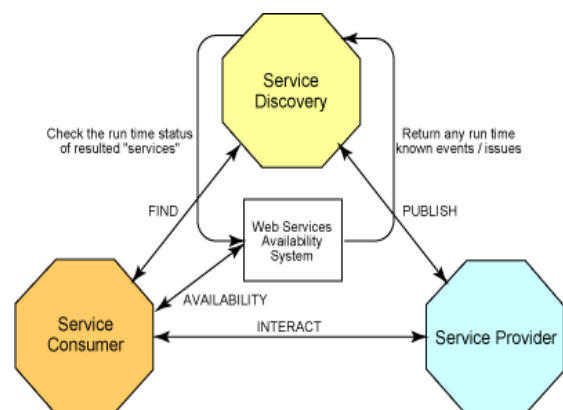 Service
Discovery
Check the run time status
of resulted "services"
Return any run time
known events / issues
FIND
PUBLISH
Web Services
Availability
System
AVAILABILITY
Service
Consumer
INTERACT
Service Provider